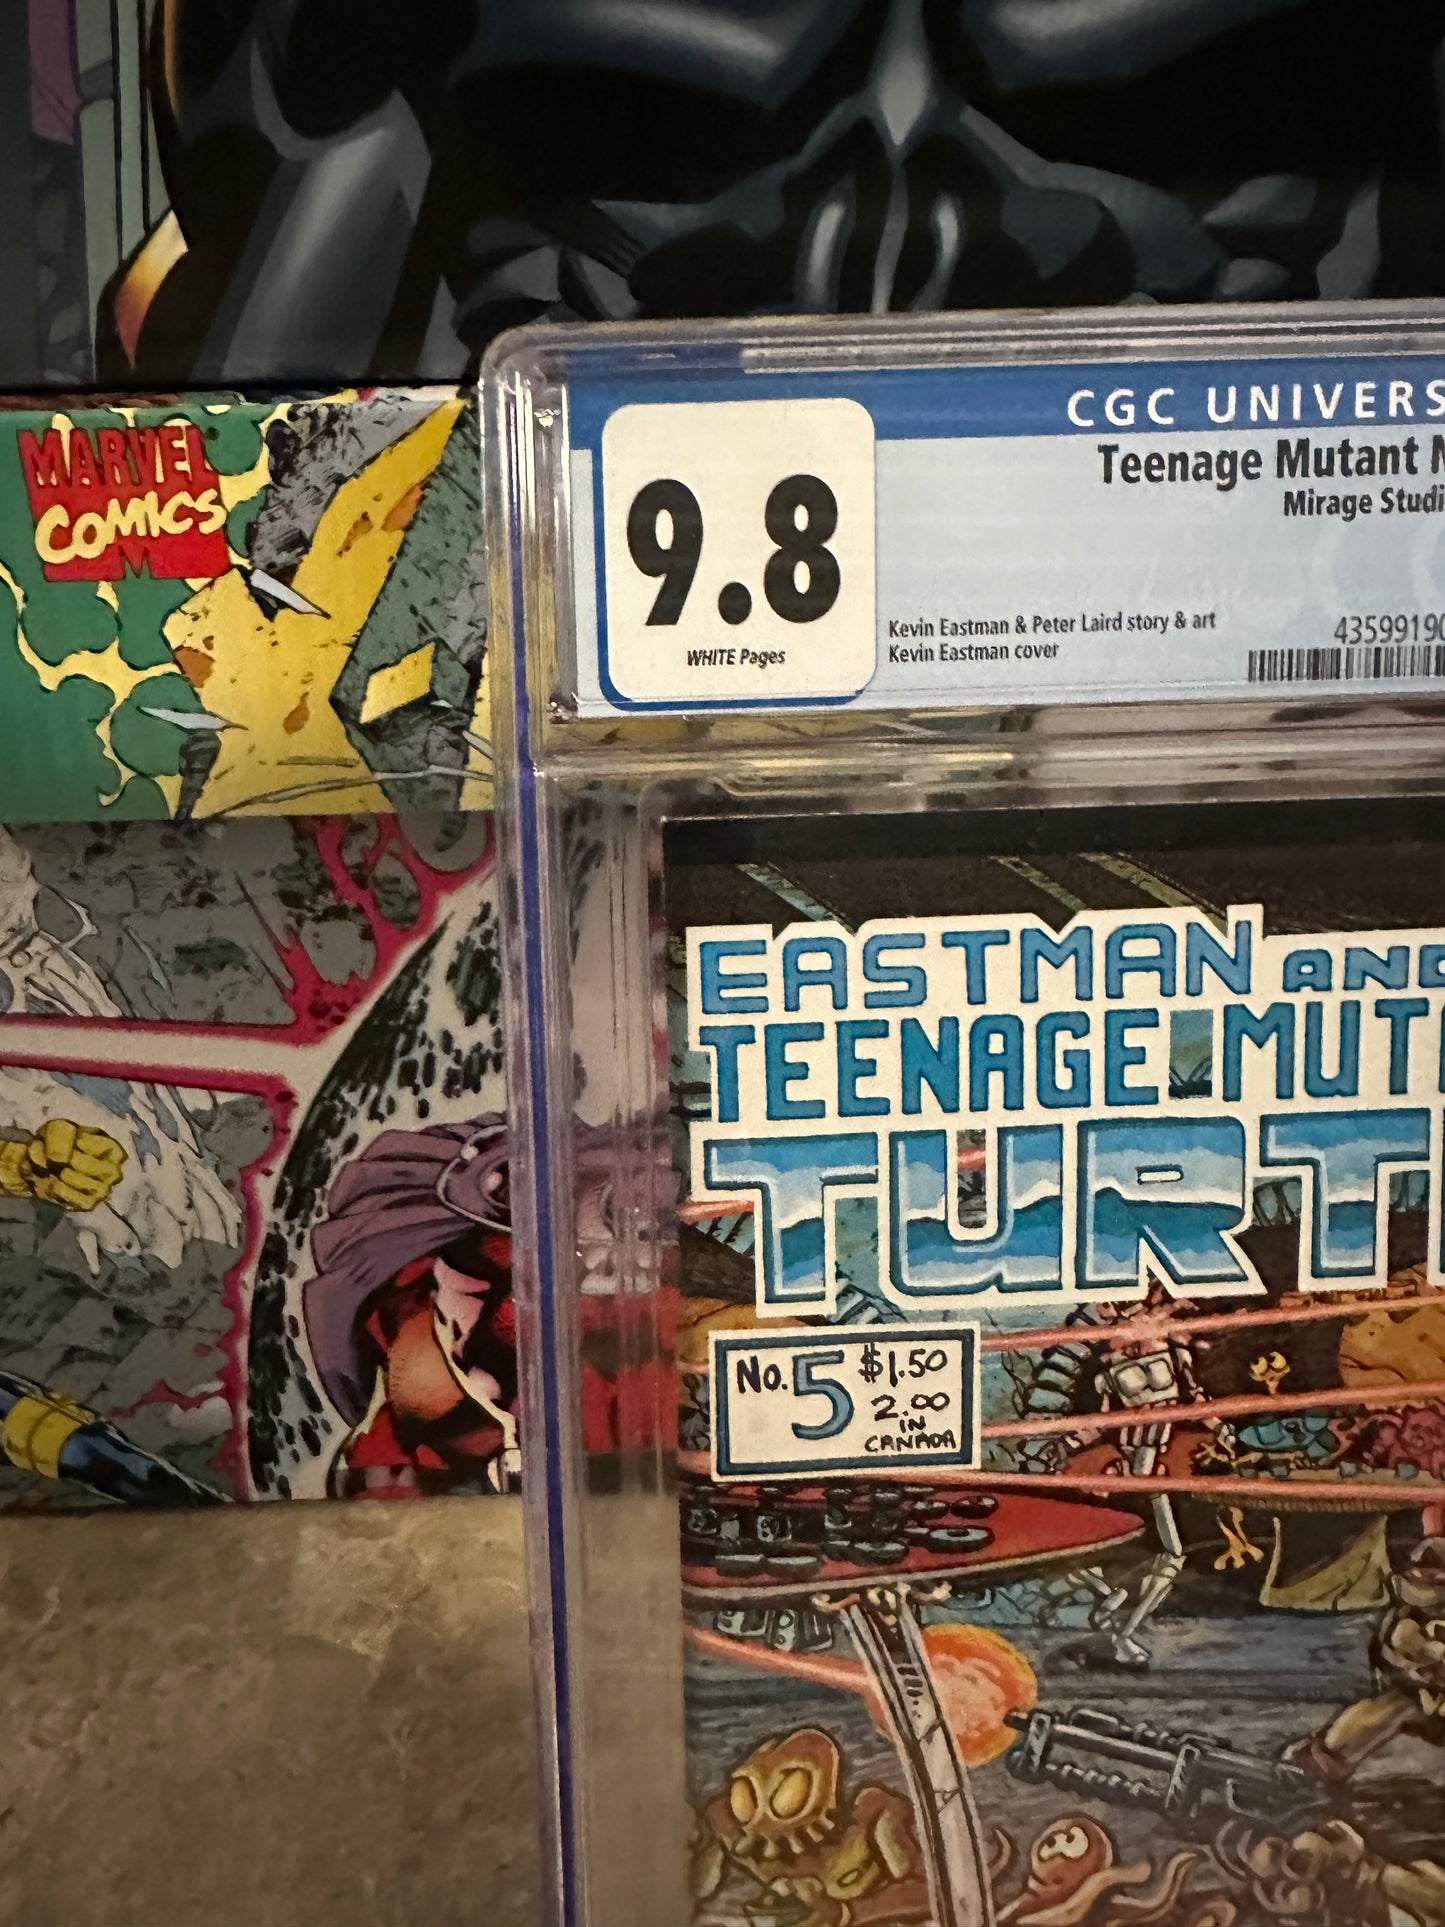 MARVEL
COMICS
CGC UNIVERS
9.8
WHITE Pages
Teenage Mutant N
Mirage Studi
Kevin Eastman & Peter Laird story & art
Kevin Eastman cover
4359919
EASTMAN AND
TEENAGE MUT
TURT
No. 5 $1.50
2.00
IN
CANADA